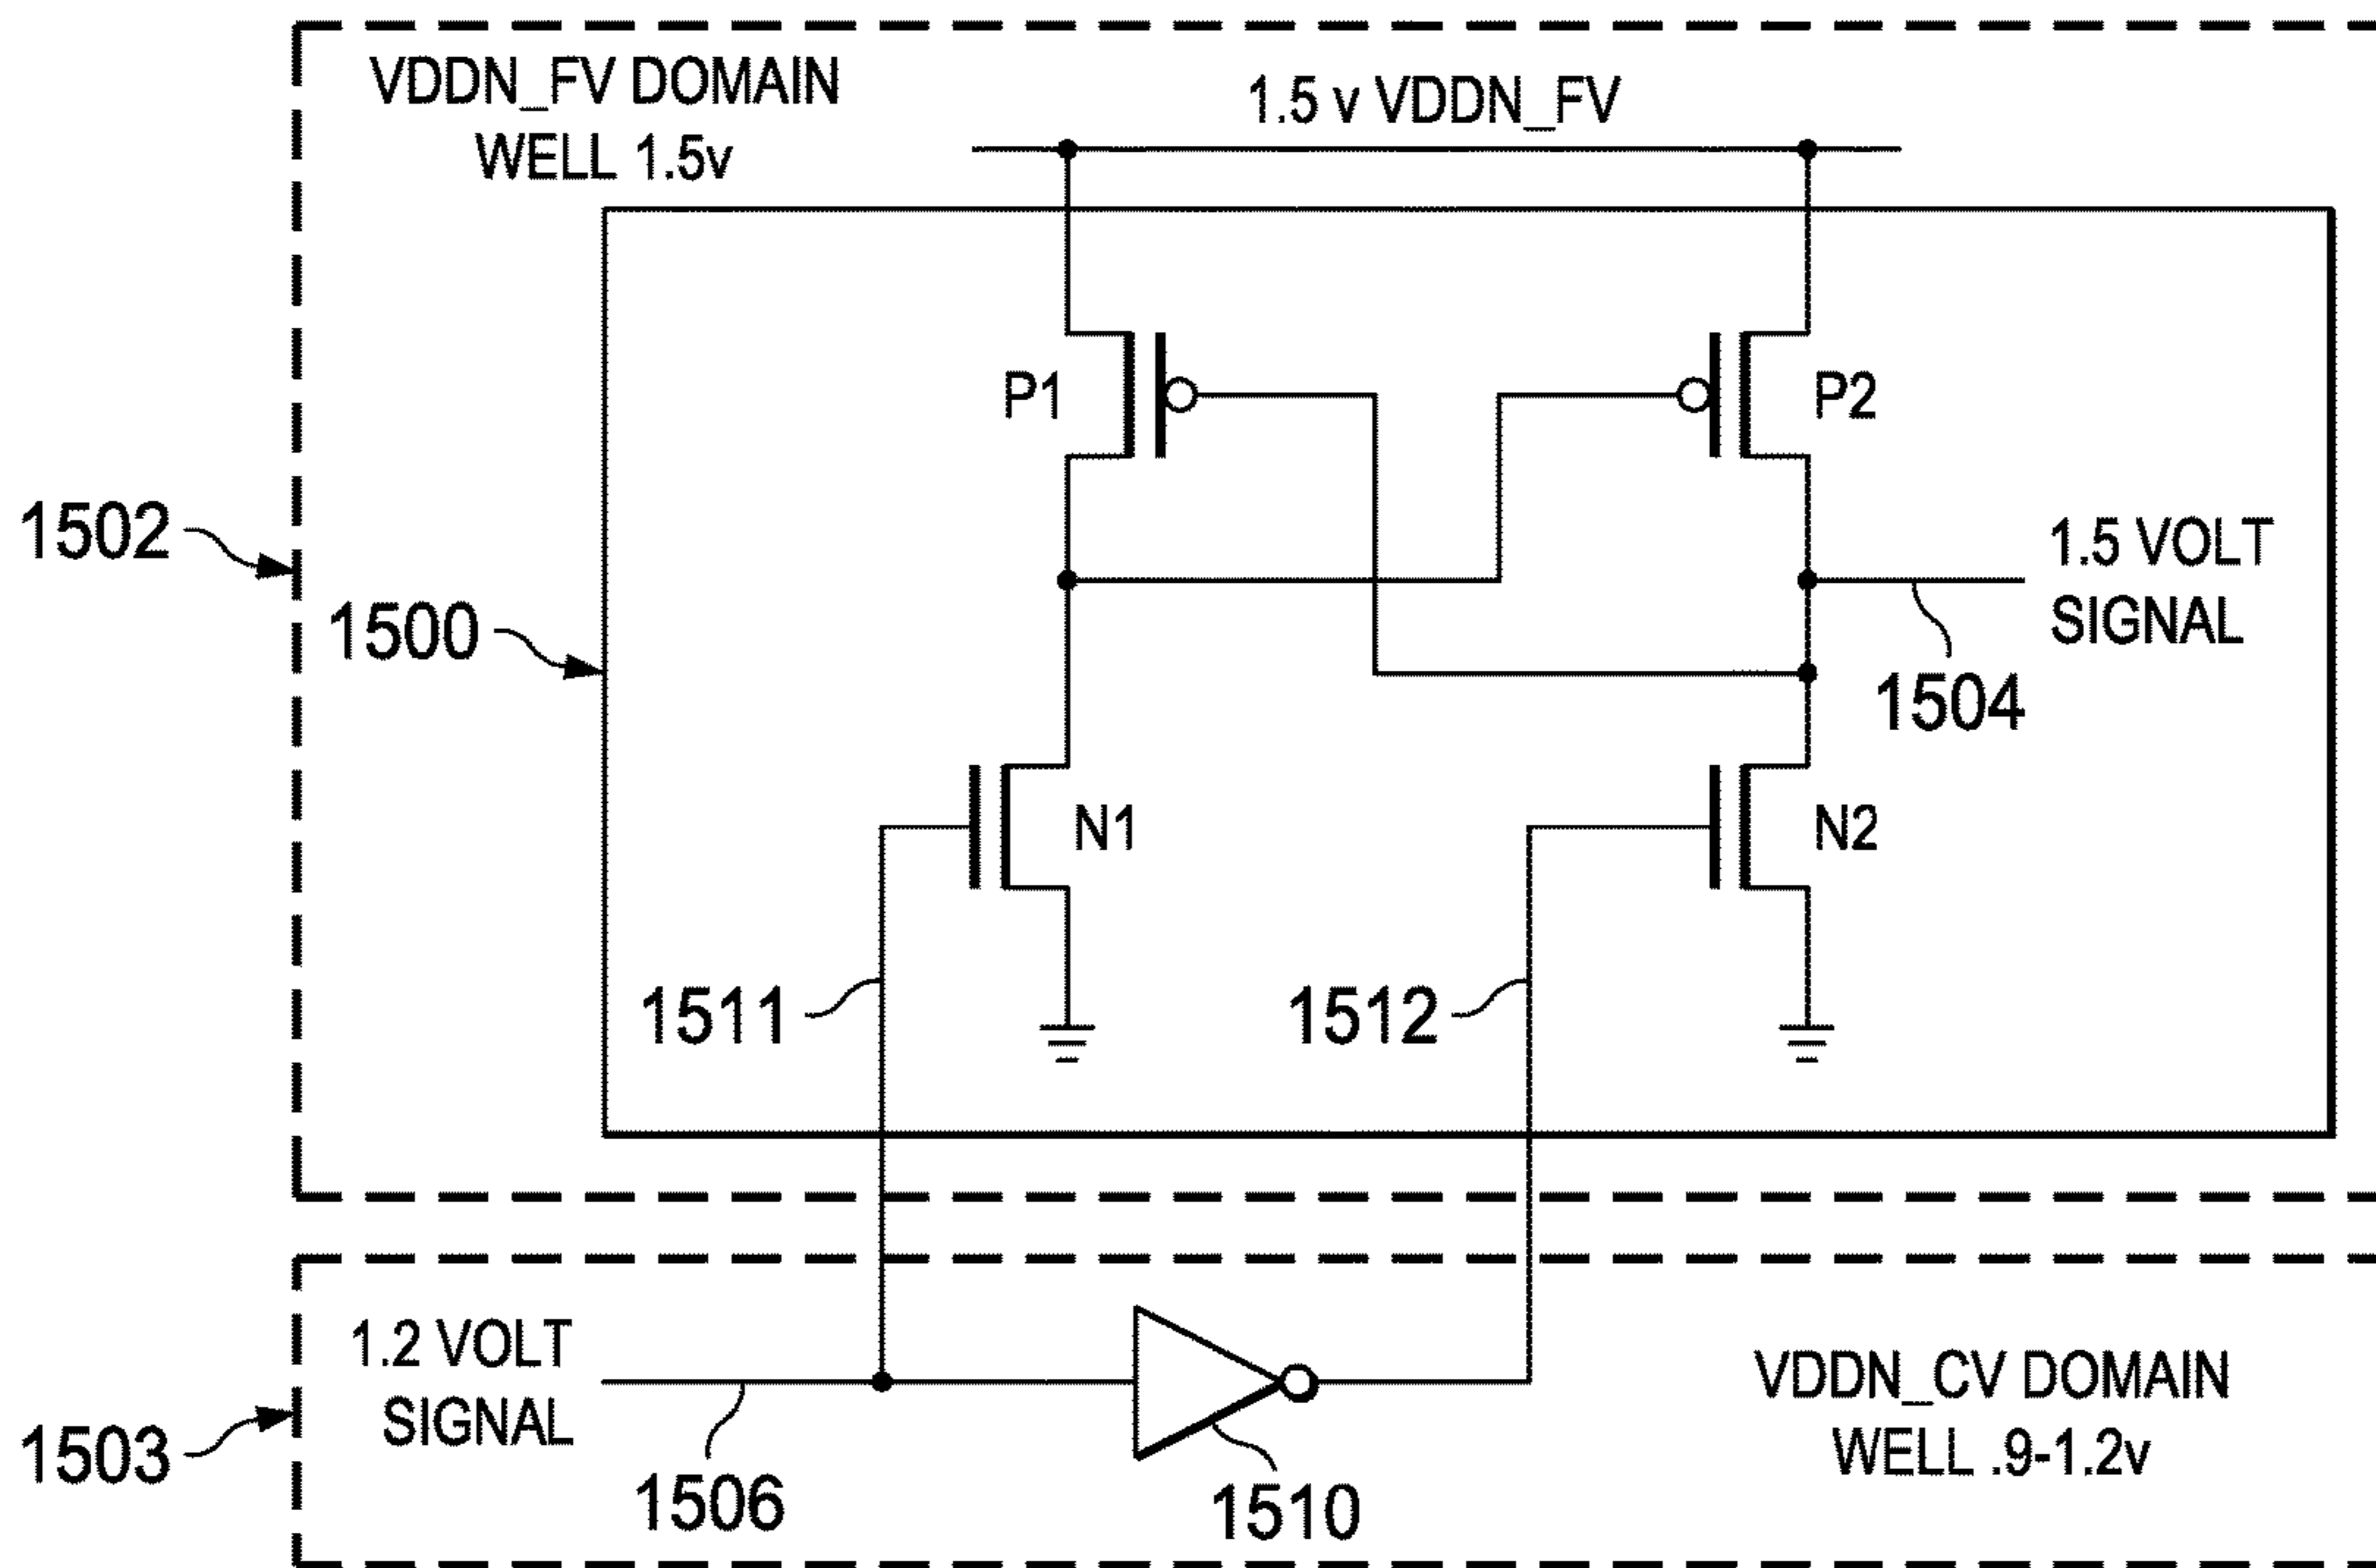 VDDN_FV DOMAIN
WELL 1.5v
1.5 v VDDN_FV
P1
P2
1502
1.5 VOLT
SIGNAL
1500
1504
N1
N2
1511
1512
1.2 VOLT
SIGNAL
VDDN_CV DOMAIN
WELL .9-1.2v
1503
1506
1510